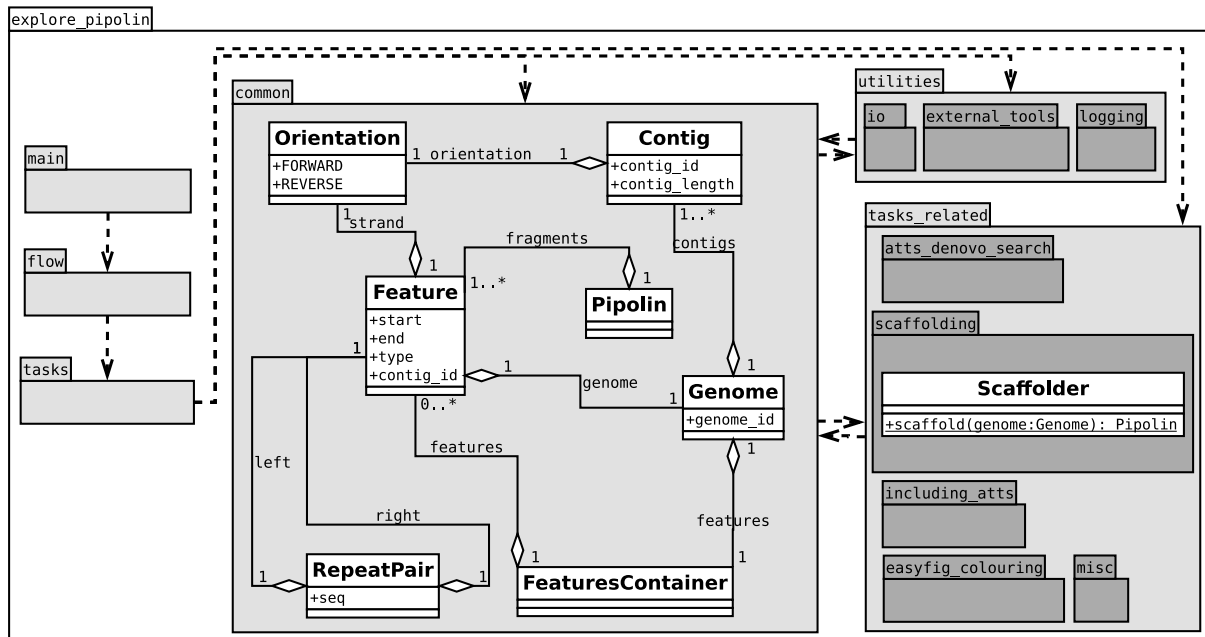 explore_pipolin
main
flow
tasks
common
Orientation
+FORWARD
+REVERSE
1 orientation 1
Contig
+contig_id
+contig_length
1
strand
1
1..*
contigs
1
fragments
1..*
1
Feature
+start
+end
+type
+contig_id
Pipolin
1
genome
1
Genome
+genome_id
0..*
features
1
1
features
1
1
left
1
right
1
RepeatPair
+seq
FeaturesContainer
utilities
io
external_tools
logging
tasks_related
atts_denovo_search
scaffolding
Scaffolder
+scaffold(genome:Genome): Pipolin
including_atts
easyfig_colouring
misc